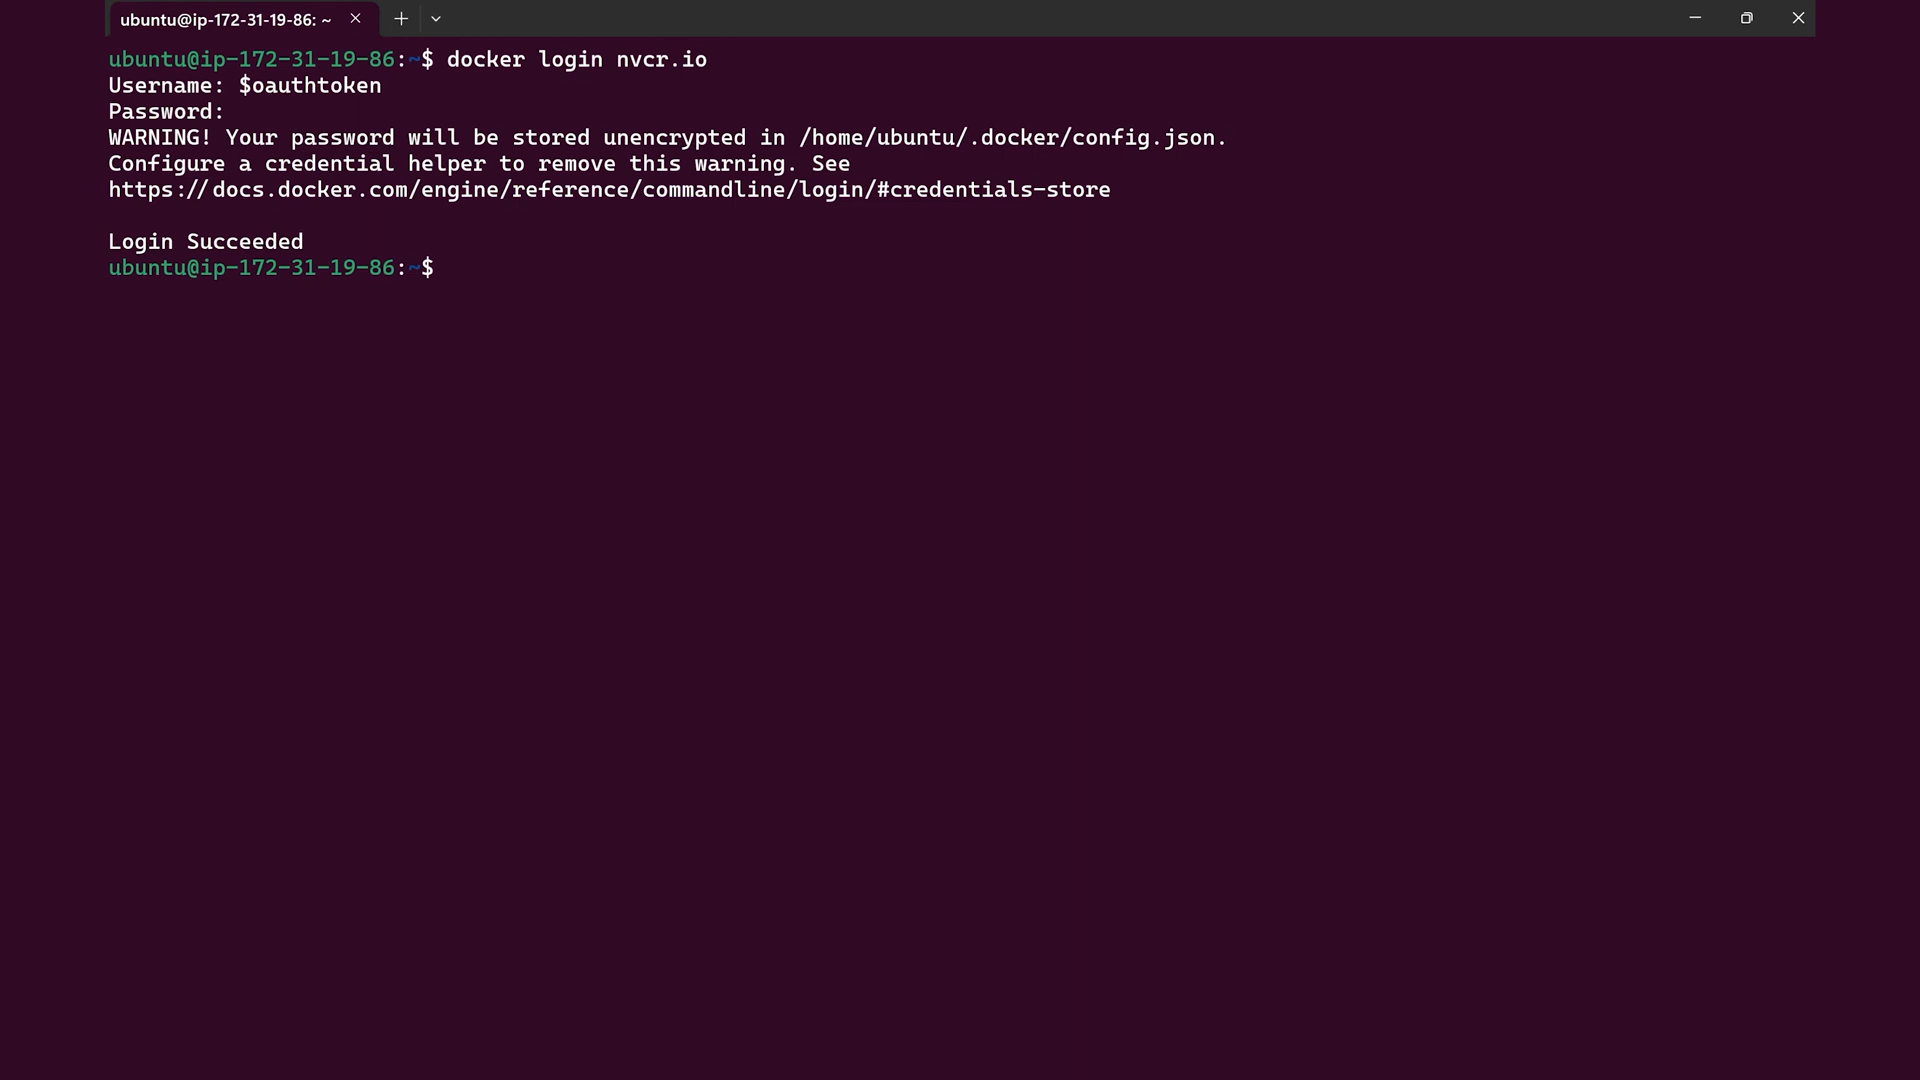 ubuntu@ip-172-31-19-86: ~
ubuntu@ip-172-31-19-86:~$ docker login nvcr.io
Username: $oauthtoken
Password:
WARNING! Your password will be stored unencrypted in /home/ubuntu/.docker/config.json.
Configure a credential helper to remove this warning. See
https://docs.docker.com/engine/reference/commandline/login/#credentials-store
Login Succeeded
ubuntu@ip-172-31-19-86:~$